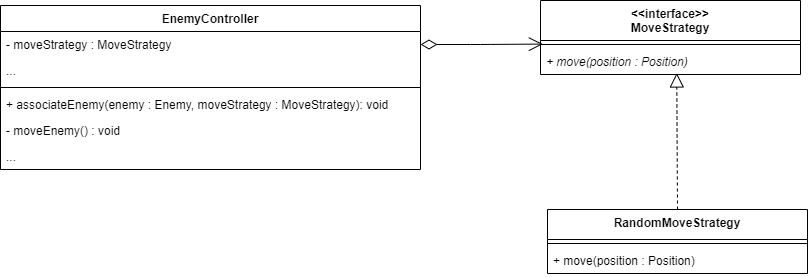 EnemyController
- moveStrategy : MoveStrategy
...
+ associateEnemy(enemy : Enemy, moveStrategy : MoveStrategy): void
- moveEnemy() : void
...
<<interface>>
MoveStrategy
+ move(position : Position)
RandomMoveStrategy
+ move(position : Position)